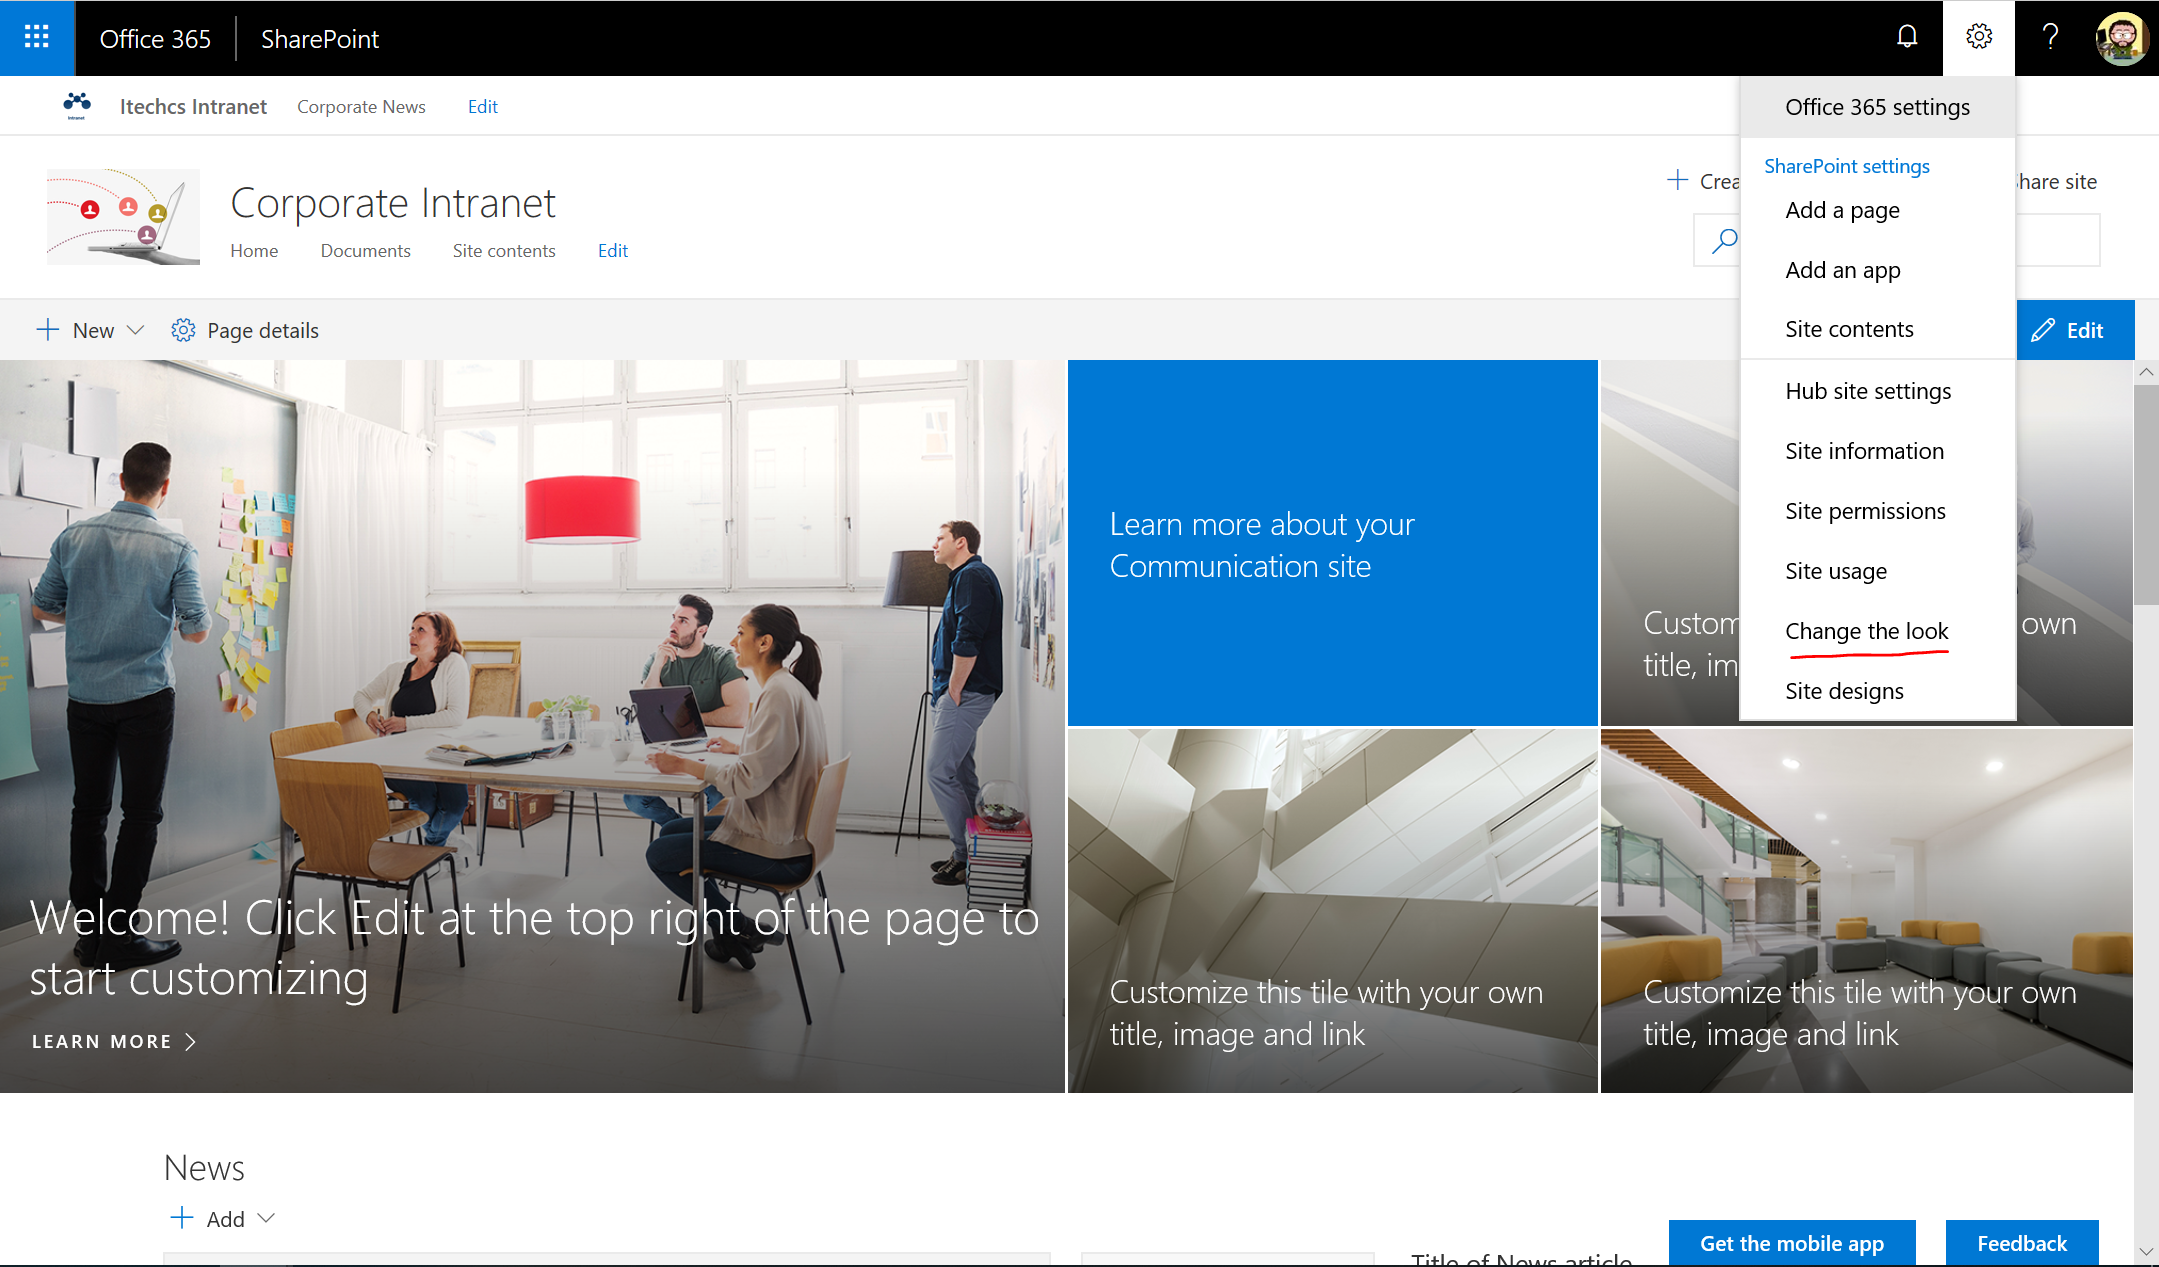 Office 365
SharePoint
Intranet
Itechcs Intranet
Corporate News
Edit
Corporate Intranet
Home
Documents
Site contents
Edit
Crea
hare site
New
Page details
Edit
Office 365 settings
SharePoint settings
Add a page
Add an app
Site contents
Hub site settings
Site information
Site permissions
Site usage
Change the look
Site designs
Welcome! Click Edit at the top right of the page to
start customizing
LEARN MORE
Learn more about your
Communication site
Custom
own
title, im
Customize this tile with your own
title, image and link
Customize this tile with your own
title, image and link
News
Add
Title of News article
Get the mobile app
Feedback